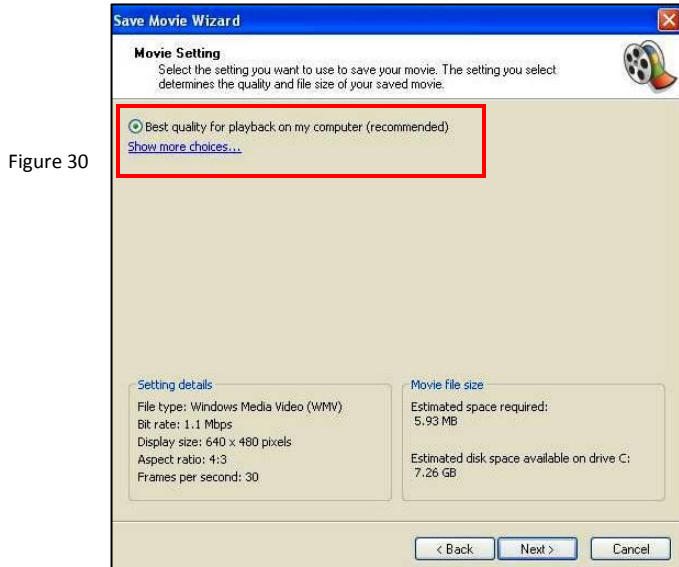 Save Movie Wizard
Movie Setting
Select the setting you want to use to save your movie. The setting you select
determines the quality and file size of your saved movie.
Best quality for playback on my computer (recommended)
Show more choices...
Figure 30
Setting details
File type: Windows Media Video (WMV)
Bit rate: 1.1 Mbps
Display size: 640 x 480 pixels
Aspect ratio: 4:3
Frames per second: 30
Movie file size
Estimated space required:
5.93 MB
Estimated disk space available on drive C:
7.26 GB
< Back
Next >
Cancel